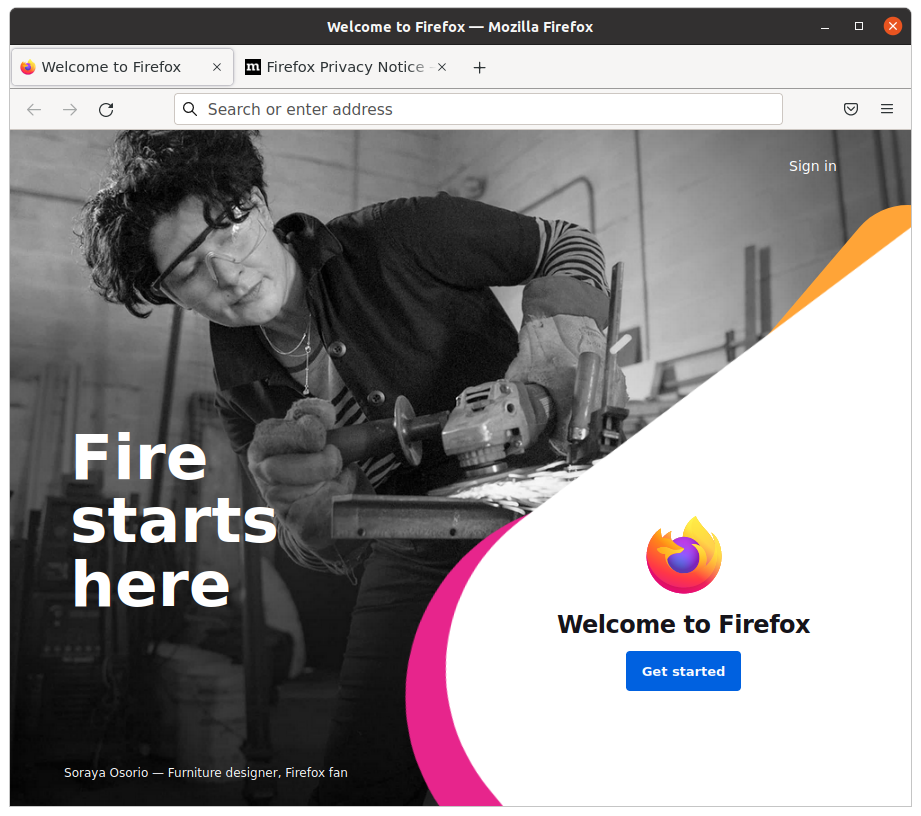 Welcome to Firefox — Mozilla Firefox
Welcome to Firefox
m Firefox Privacy Notice
Search or enter address
Sign in
Fire
starts
here
Welcome to Firefox
Get started
Soraya Osorio — Furniture designer, Firefox fan